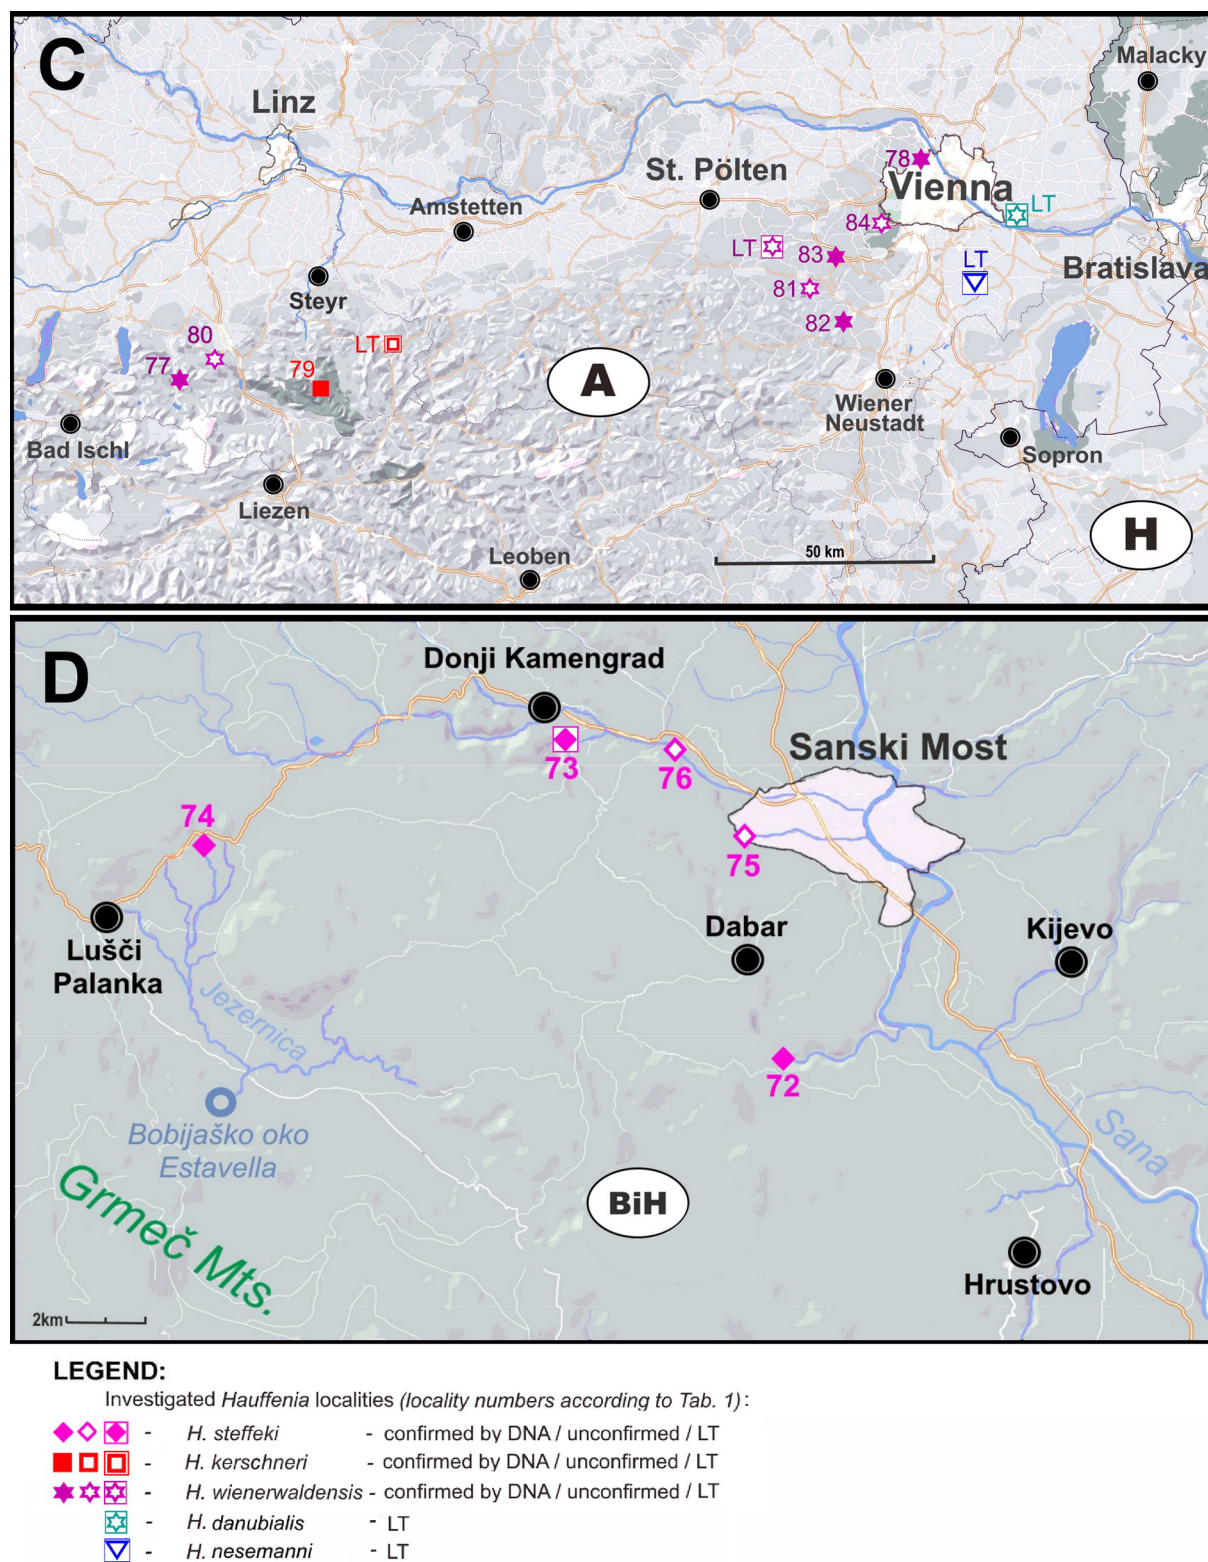 C
Malacky
Linz
78
Vienna
St. Pölten
Amstetten
LT
84
LT
83
LT
Bratislava
Steyr
81
82
80
LT
77
79
A
Wiener
Neustadt
Bad Ischl
Sopron
Liezen
H
Leoben
50 km
D
Donji Kamengrad
Sanski Most
73
76
74
75
Dabar
Kijevo
Lušči
Palanka
Jezernica
72
Bobijaško oko
Estavella
Sana
Grmeč Mts.
BiH
Hrustovo
2km
LEGEND:
Investigated Hauffenia localities (locality numbers according to Tab. 1) :
- H. steffeki - confirmed by DNA / unconfirmed / LT
- H. kerschneri - confirmed by DNA / unconfirmed / LT
- H. wienerwaldensis - confirmed by DNA / unconfirmed / LT
- H. danubialis - LT
- H. nesemanni - LT